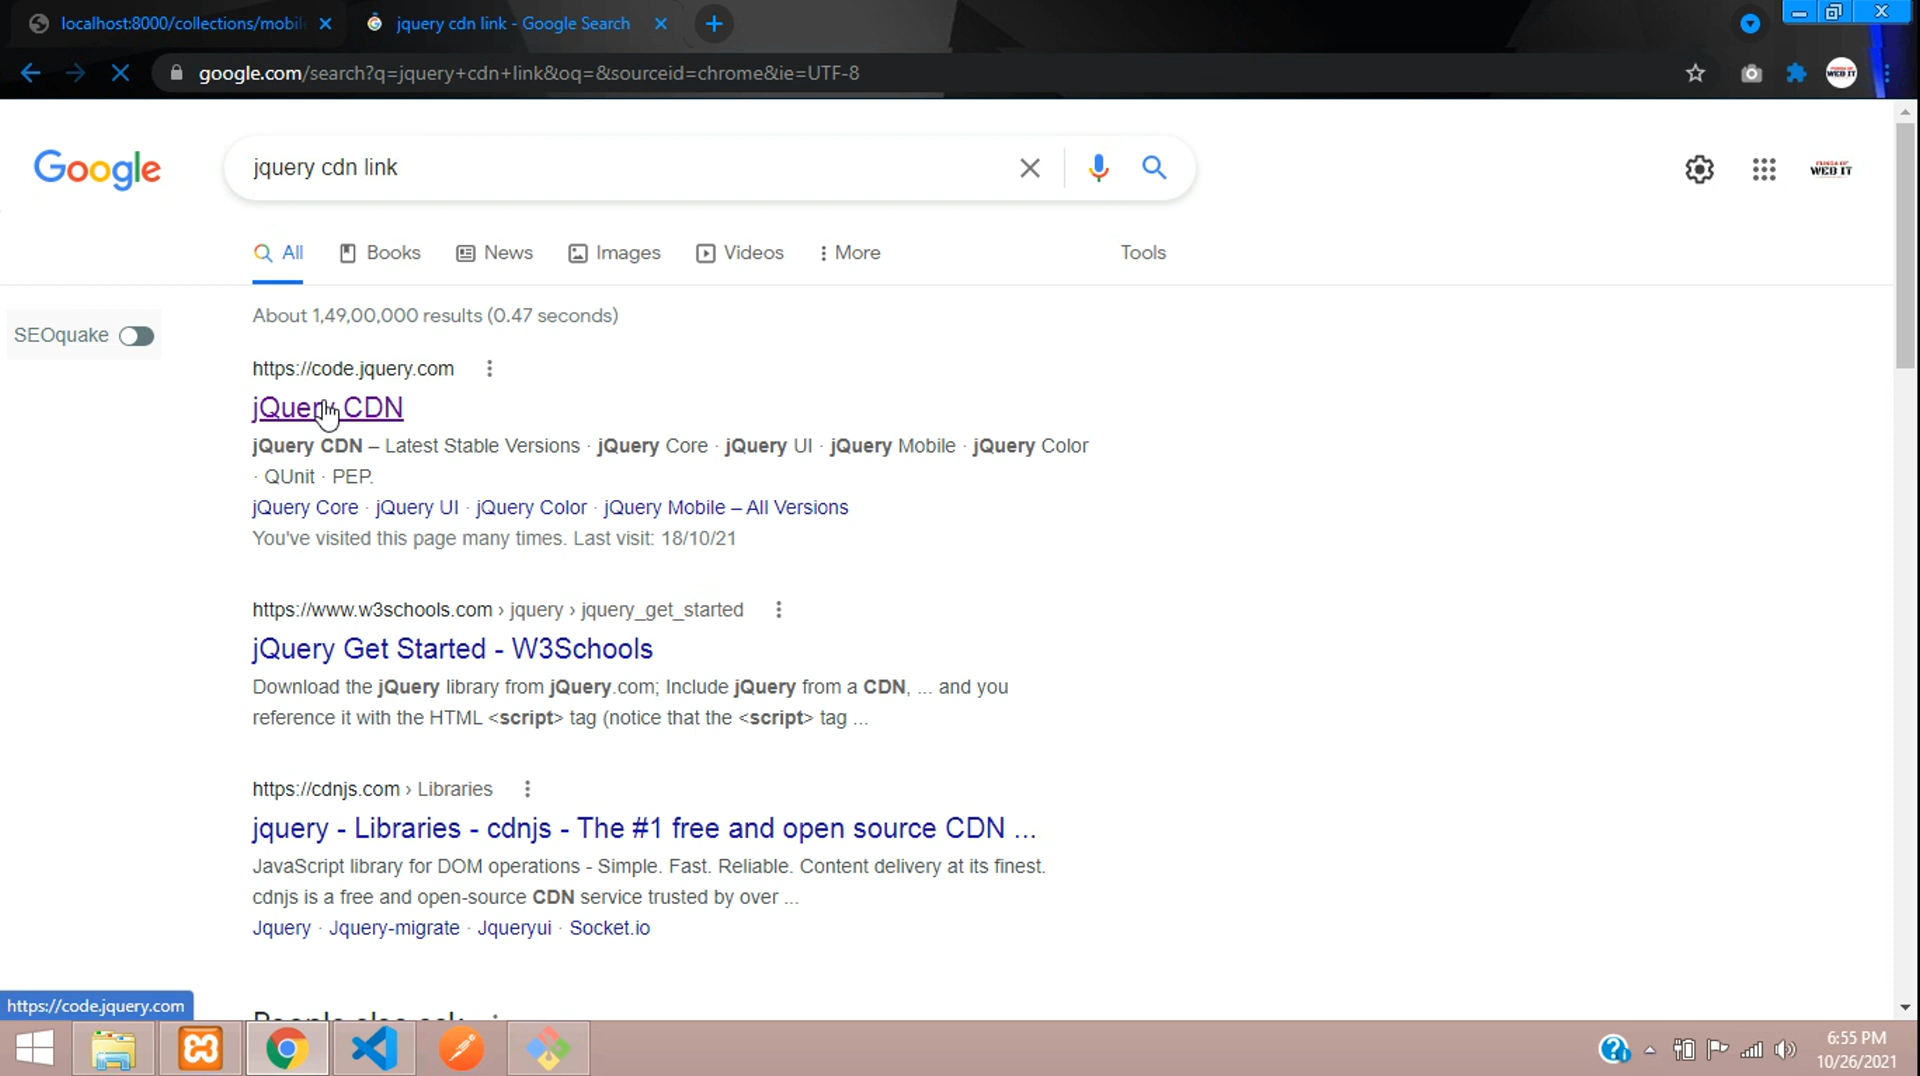 localhost:8000/collections/mobil
jquery cdn link - Google Search
google.com/search?q=jquery+cdn+link&oq=&sourceid=chrome&ie=UTF-8
WEB IT
Google
jquery cdn link
WEB IT
All
Books
News
Images
Videos
More
Tools
About 1,49,00,000 results (0.47 seconds)
SEOquake
https://code.jquery.com
jQuery CDN
jQuery CDN – Latest Stable Versions · jQuery Core · jQuery UI · jQuery Mobile · jQuery Color
· QUnit · PEP.
jQuery Core · jQuery UI · jQuery Color · jQuery Mobile – All Versions
You've visited this page many times. Last visit: 18/10/21
https://www.w3schools.com › jquery › jquery_get_started
jQuery Get Started - W3Schools
Download the jQuery library from jQuery.com; Include jQuery from a CDN, ... and you
reference it with the HTML <script> tag (notice that the <script> tag ...
https://cdnjs.com › Libraries
jquery - Libraries - cdnjs - The #1 free and open source CDN ...
JavaScript library for DOM operations - Simple. Fast. Reliable. Content delivery at its finest.
cdnjs is a free and open-source CDN service trusted by over ...
Jquery · Jquery-migrate · Jqueryui · Socket.io
People also ask
https://code.jquery.com
6:55 PM
10/26/2021